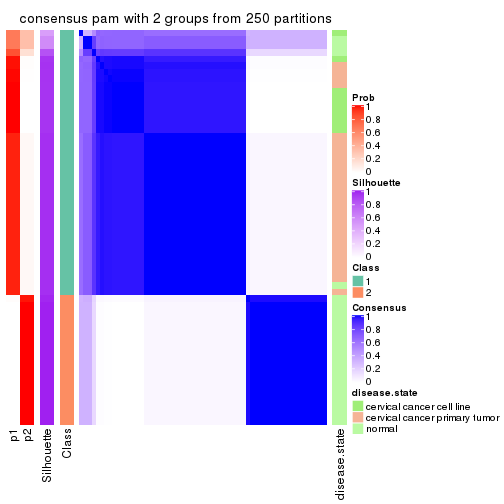 consensus pam with 2 groups from 250 partitions
Prob
1
0.8
0.6
0.4
0.2
0
Silhouette
1
0.8
0.6
0.4
0.2
0
Class
1
2
Consensus
1
0.8
0.6
0.4
0.2
0
disease.state
cervical cancer cell line
cervical cancer primary tumor
normal
p1
p2
Silhouette
Class
disease.state